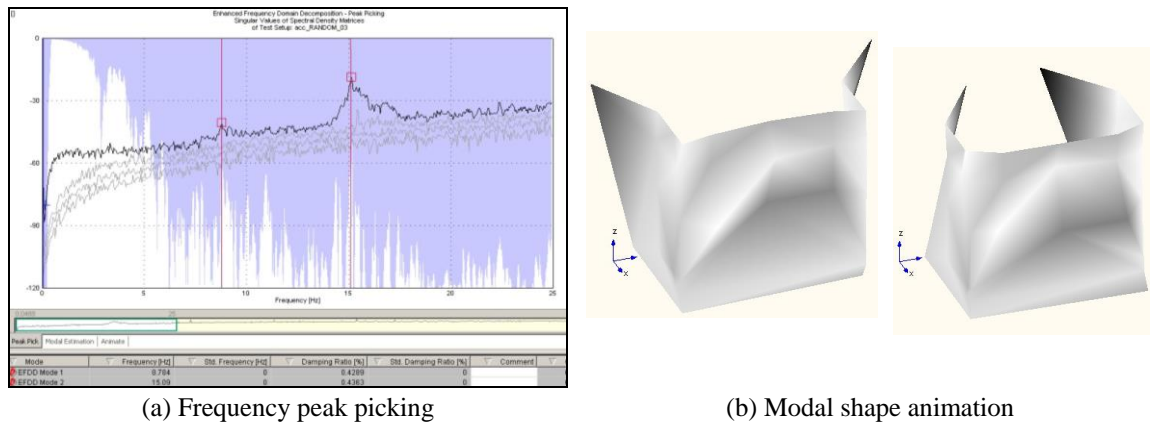 Enhanced Frequency Domain Decomposition - Peak Picking
Singular Values of Spectral Density Matrices
of Test Setup: acc_RANDOM_03
0
-30
-60
-90
-120
0
5
10
15
20
25
Frequency [Hz]
25
Peak Pick Modal Estimation Animate
Mode Frequency [Hz] Std. Frequency [Hz] Damping Ratio [%] Std. Damping Ratio [%] Comment
EFDD Mode 1 8.784 0 0.4289 0
EFDD Mode 2 15.09 0 0.4363 0
z
x
z
x
(a) Frequency peak picking
(b) Modal shape animation